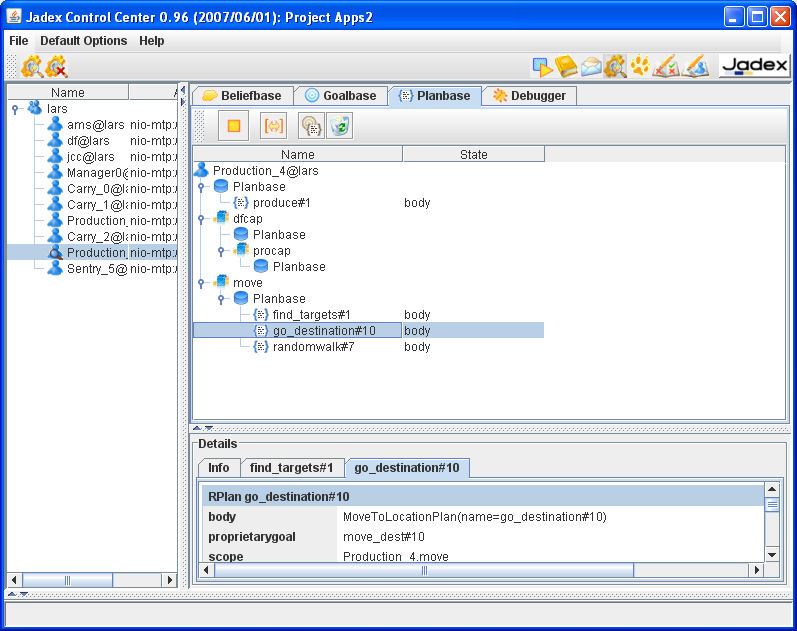 Jadex Control Center 0.96 (2007/06/01): Project Apps2
File Default Options Help
Jadex
Name
lars
ams@lars nio-mtp:/
df@lars nio-mtp:/
jcc@lars nio-mtp:/
Manager0@ nio-mtp:/
Carry_0@la nio-mtp:/
Carry_1@la nio-mtp:/
Production_ nio-mtp:/
Carry_2@la nio-mtp:/
Production_ nio-mtp:/
Sentry_5@ nio-mtp:/
Beliefbase Goalbase Planbase Debugger
Name State
Production_4@lars
Planbase
produce#1 body
dfcap
Planbase
procap
Planbase
move
Planbase
find_targets#1 body
go_destination#10 body
randomwalk#7 body
Details
Info find_targets#1 go_destination#10
RPlan go_destination#10
body MoveToLocationPlan(name=go_destination#10)
proprietarygoal move_dest#10
scope Production_4.move